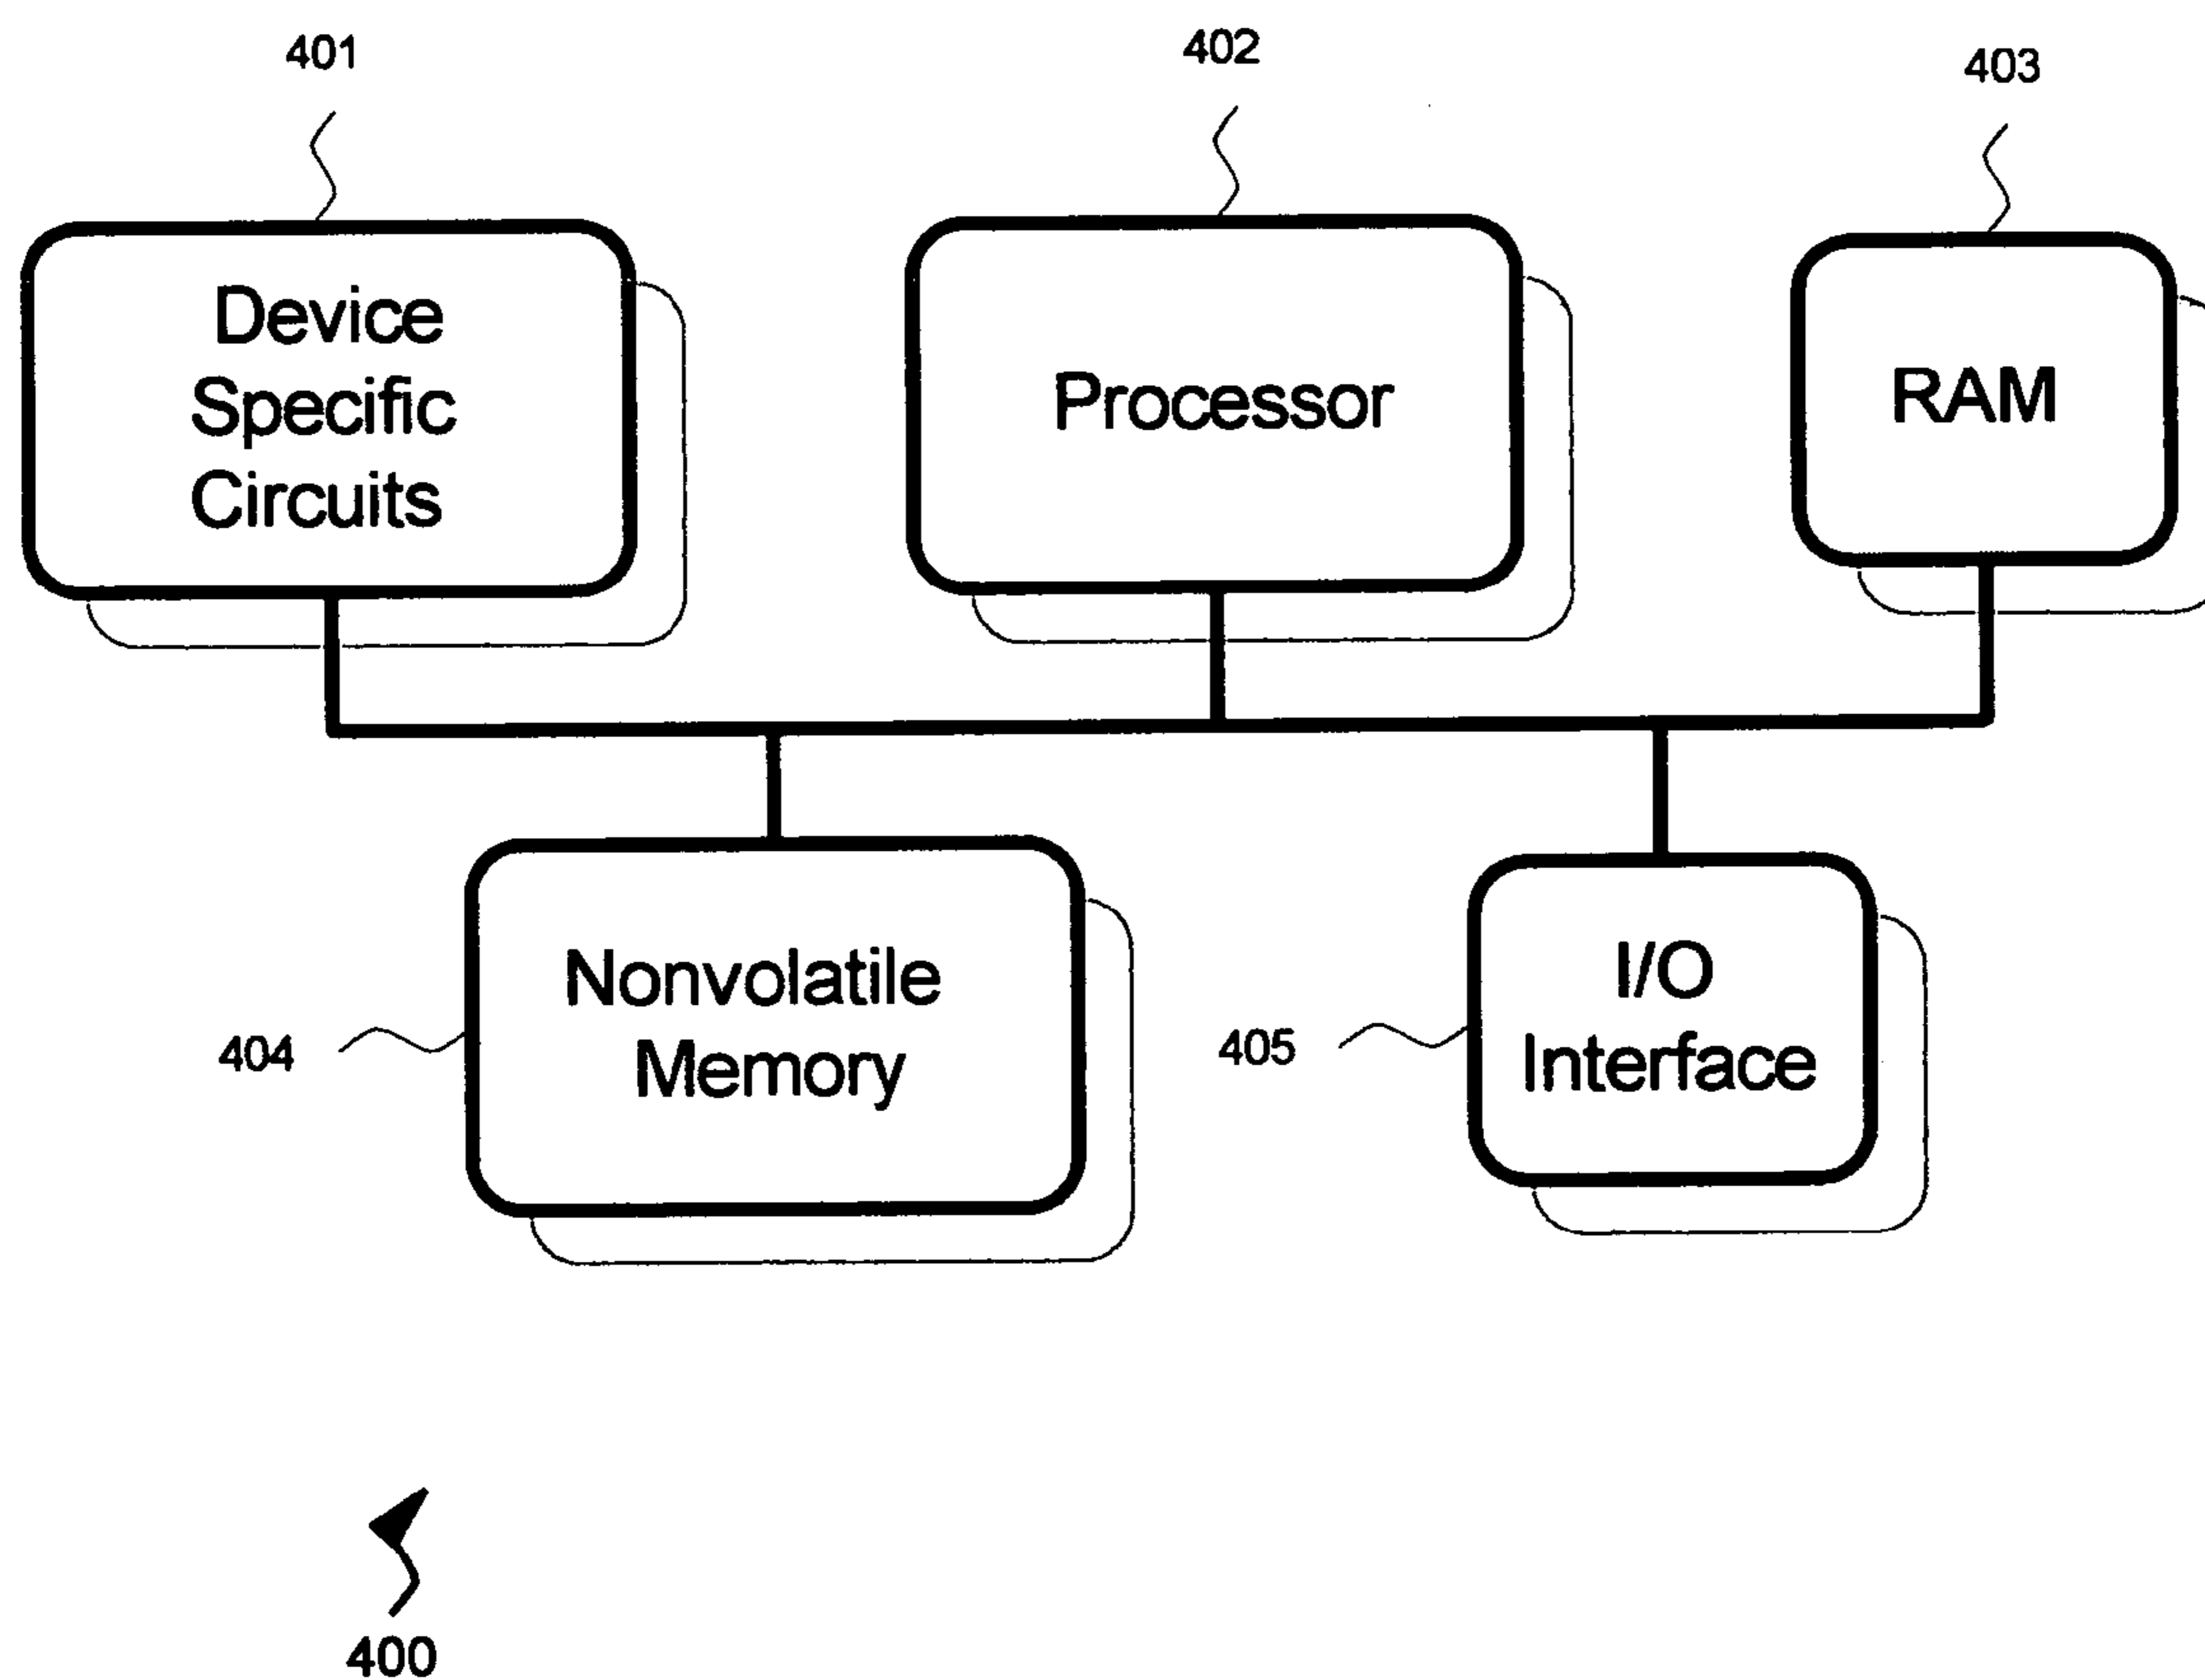 401
402
403
Device
Specific
Circuits
Processor
RAM
Nonvolatile
Memory
404
I/O
Interface
405
400